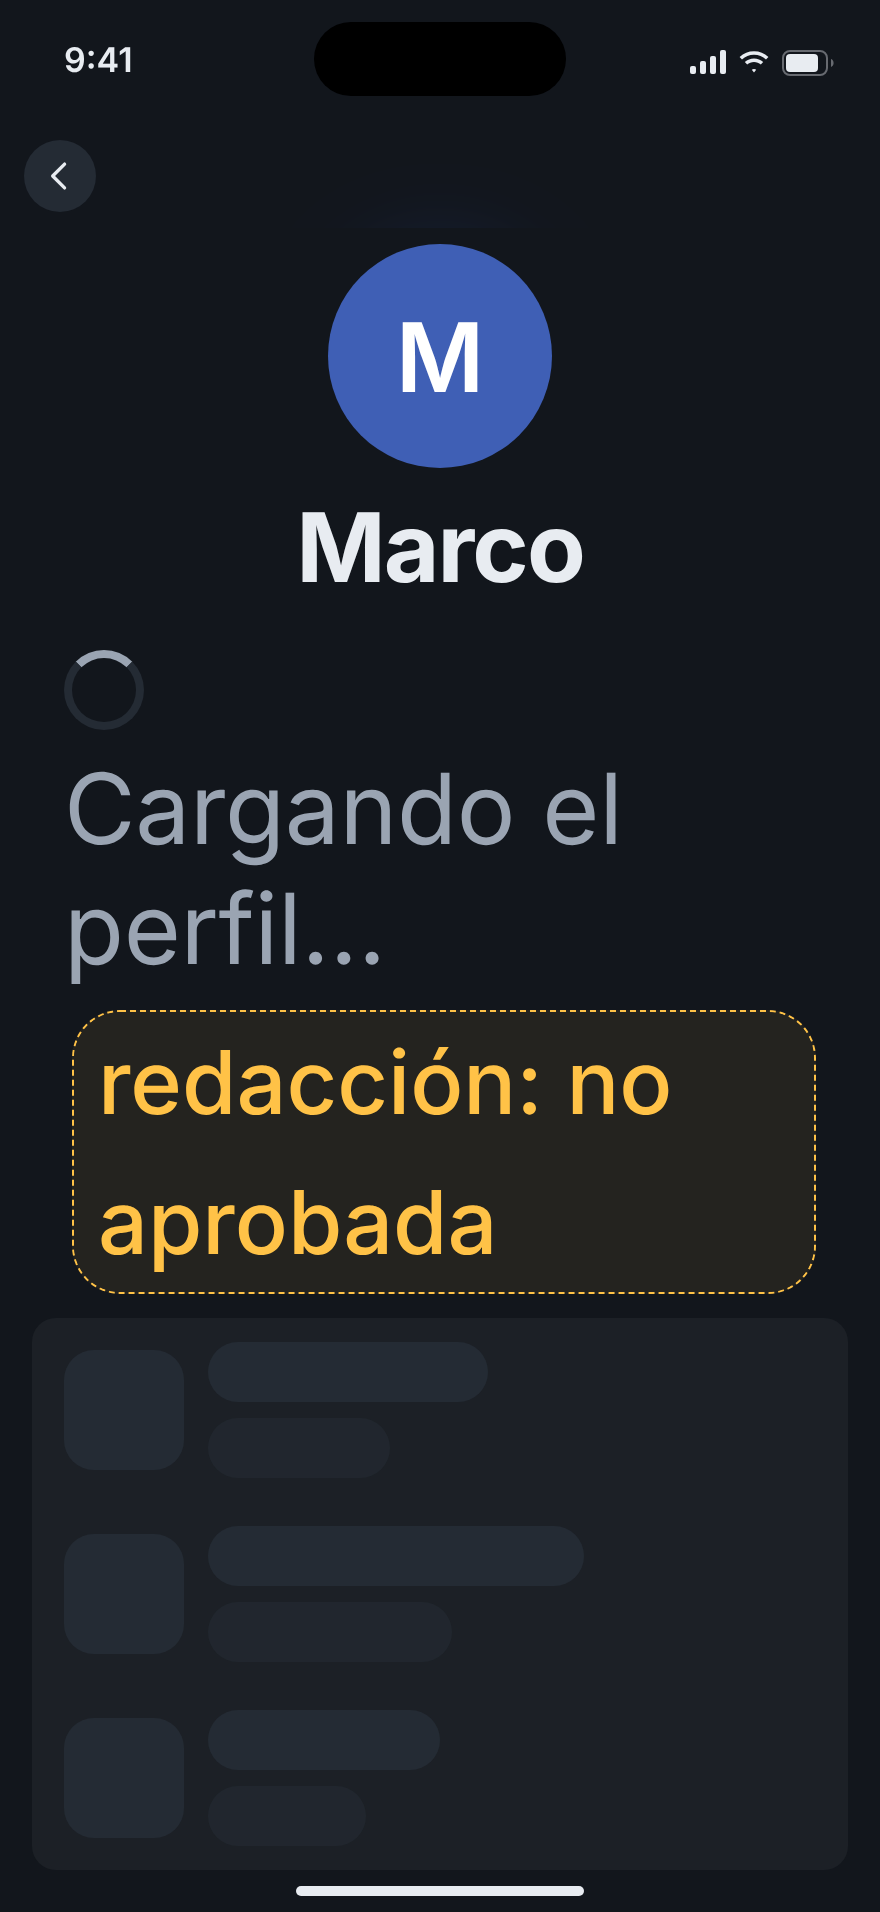 9:41
M
Marco
Cargando el
perfil...
redacción: no
aprobada